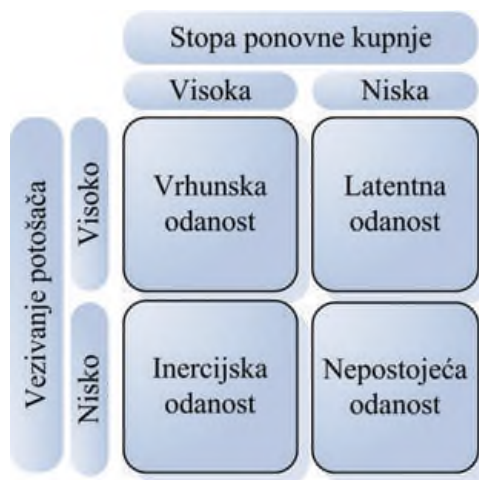 Stopa ponovne kupnje
Visoka
Niska
Vezivanje potošača
Visoko
Vrhunska
odanost
Latentna
odanost
Nisko
Inercijska
odanost
Nepostojeća
odanost